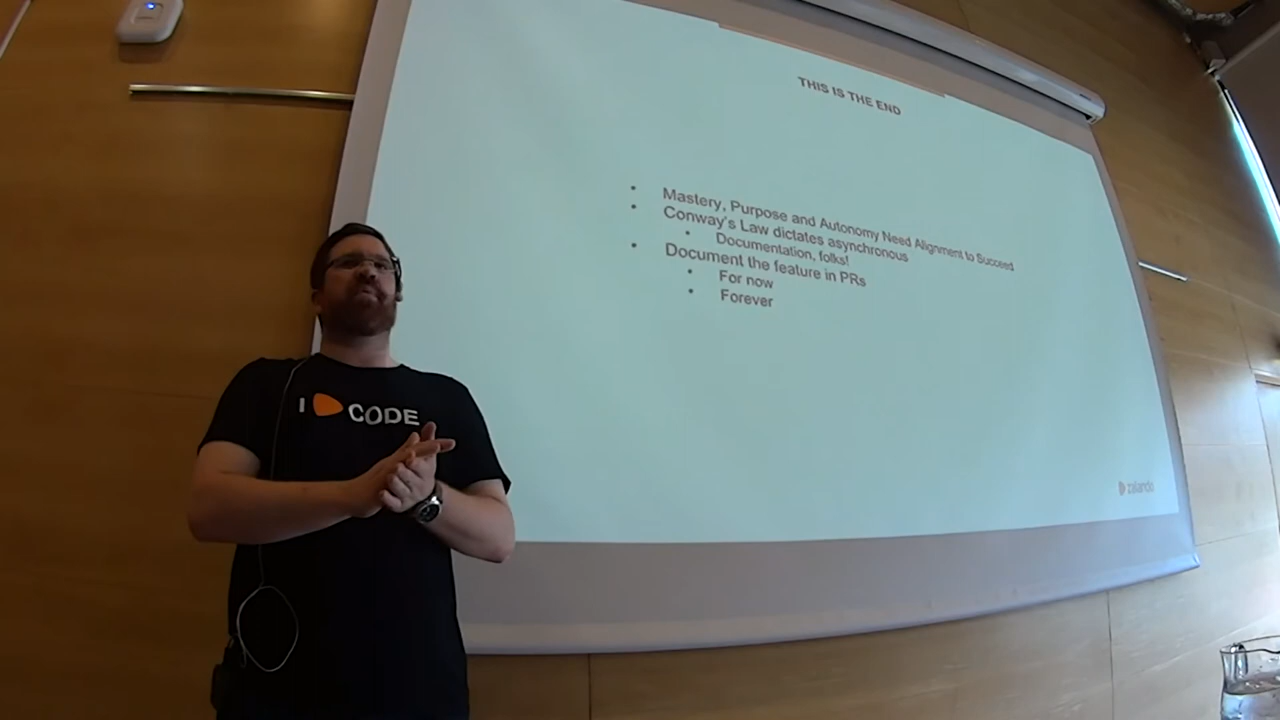 THIS IS THE END
Mastery, Purpose and Autonomy Need Alignment to Succeed
Conway's Law dictates asynchronous
Documentation, folks!
Document the feature in PRs
For now
Forever
I CODE
zalando